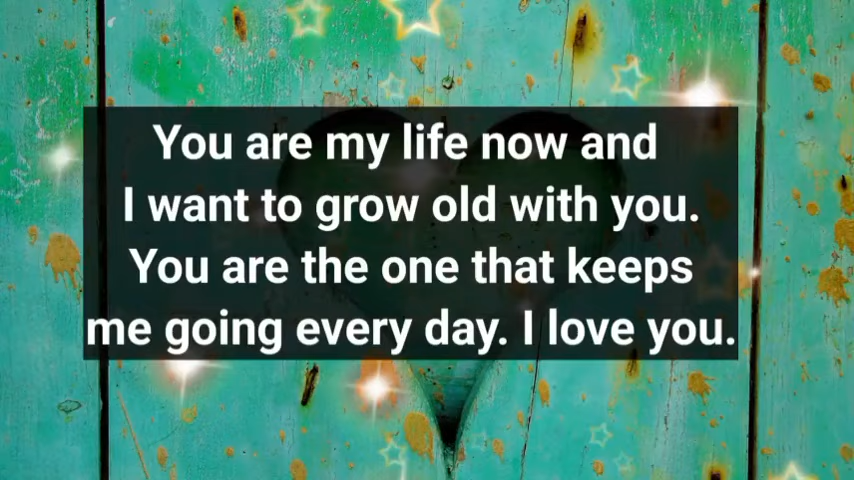 You are my life now and
I want to grow old with you.
You are the one that keeps
me going every day. I love you.